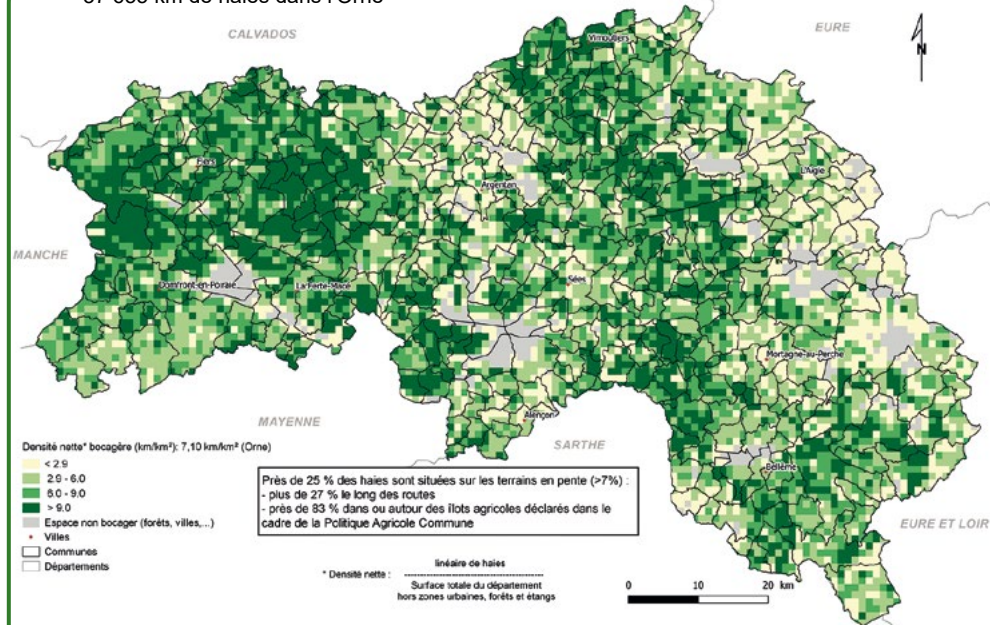 km de haies dans l'Orne
CALVADOS
EURE
N
Vimoutiers
Flers
Argentan
L'Aigle
MANCHE
Domfront-en-Poiraie
La Ferté-Macé
Sées
Mortagne-au-Perche
MAYENNE
Alençon
SARTHE
Bellême
EURE ET LOIR
Densité nette* bocagère (km/km²): 7,10 km/km² (Orne)
< 2.9
2.9 - 6.0
6.0 - 9.0
> 9.0
Espace non bocager (forêts, villes,...)
Villes
Communes
Départements
Près de 25 % des haies sont situées sur les terrains en pente (>7%) :
- plus de 27 % le long des routes
- près de 83 % dans ou autour des îlots agricoles déclarés dans le
cadre de la Politique Agricole Commune
* Densité nette :
linéaire de haies
Surface totale du département
hors zones urbaines, forêts et étangs
0 10 20 km